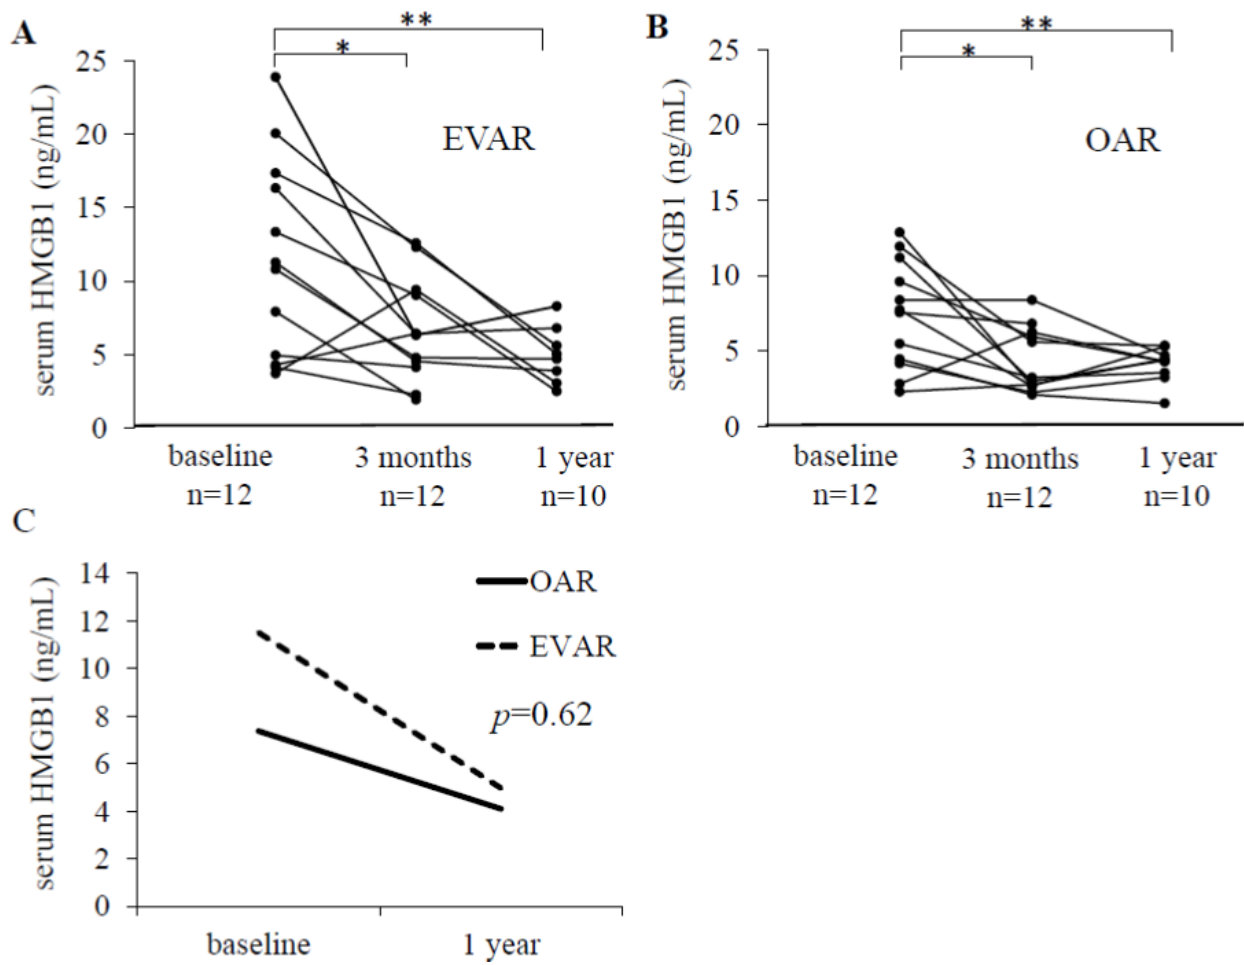 A
**
*
25
20
15
10
5
0
serum HMGB1 (ng/mL)
EVAR
baseline 3 months 1 year
n=12 n=12 n=10
B
**
*
25
20
15
10
5
0
serum HMGB1 (ng/mL)
OAR
baseline 3 months 1 year
n=12 n=12 n=10
C
14
12
10
8
6
4
2
0
serum HMGB1 (ng/mL)
OAR
EVAR
p=0.62
baseline 1 year